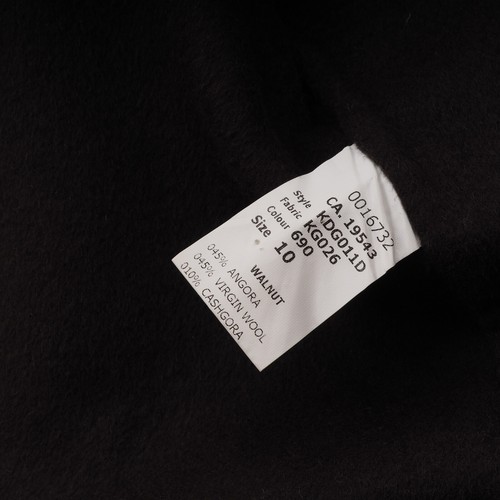 0016732
CA. 19543
Style KDG011D
Fabric KG026
Colour 690
WALNUT
Size 10
045% ANGORA
045% VIRGIN WOOL
010% CASHGORA